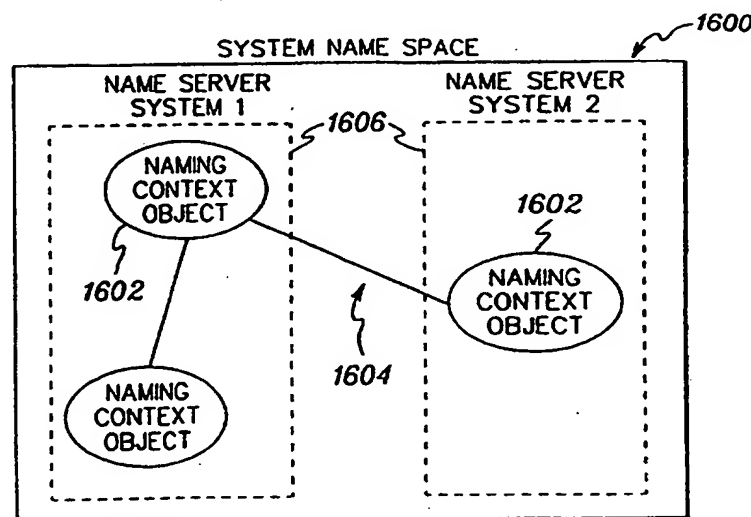 1600
SYSTEM NAME SPACE
NAME SERVER
SYSTEM 1
NAME SERVER
SYSTEM 2
1606
NAMING
CONTEXT
OBJECT
1602
1602
NAMING
CONTEXT
OBJECT
1604
NAMING
CONTEXT
OBJECT